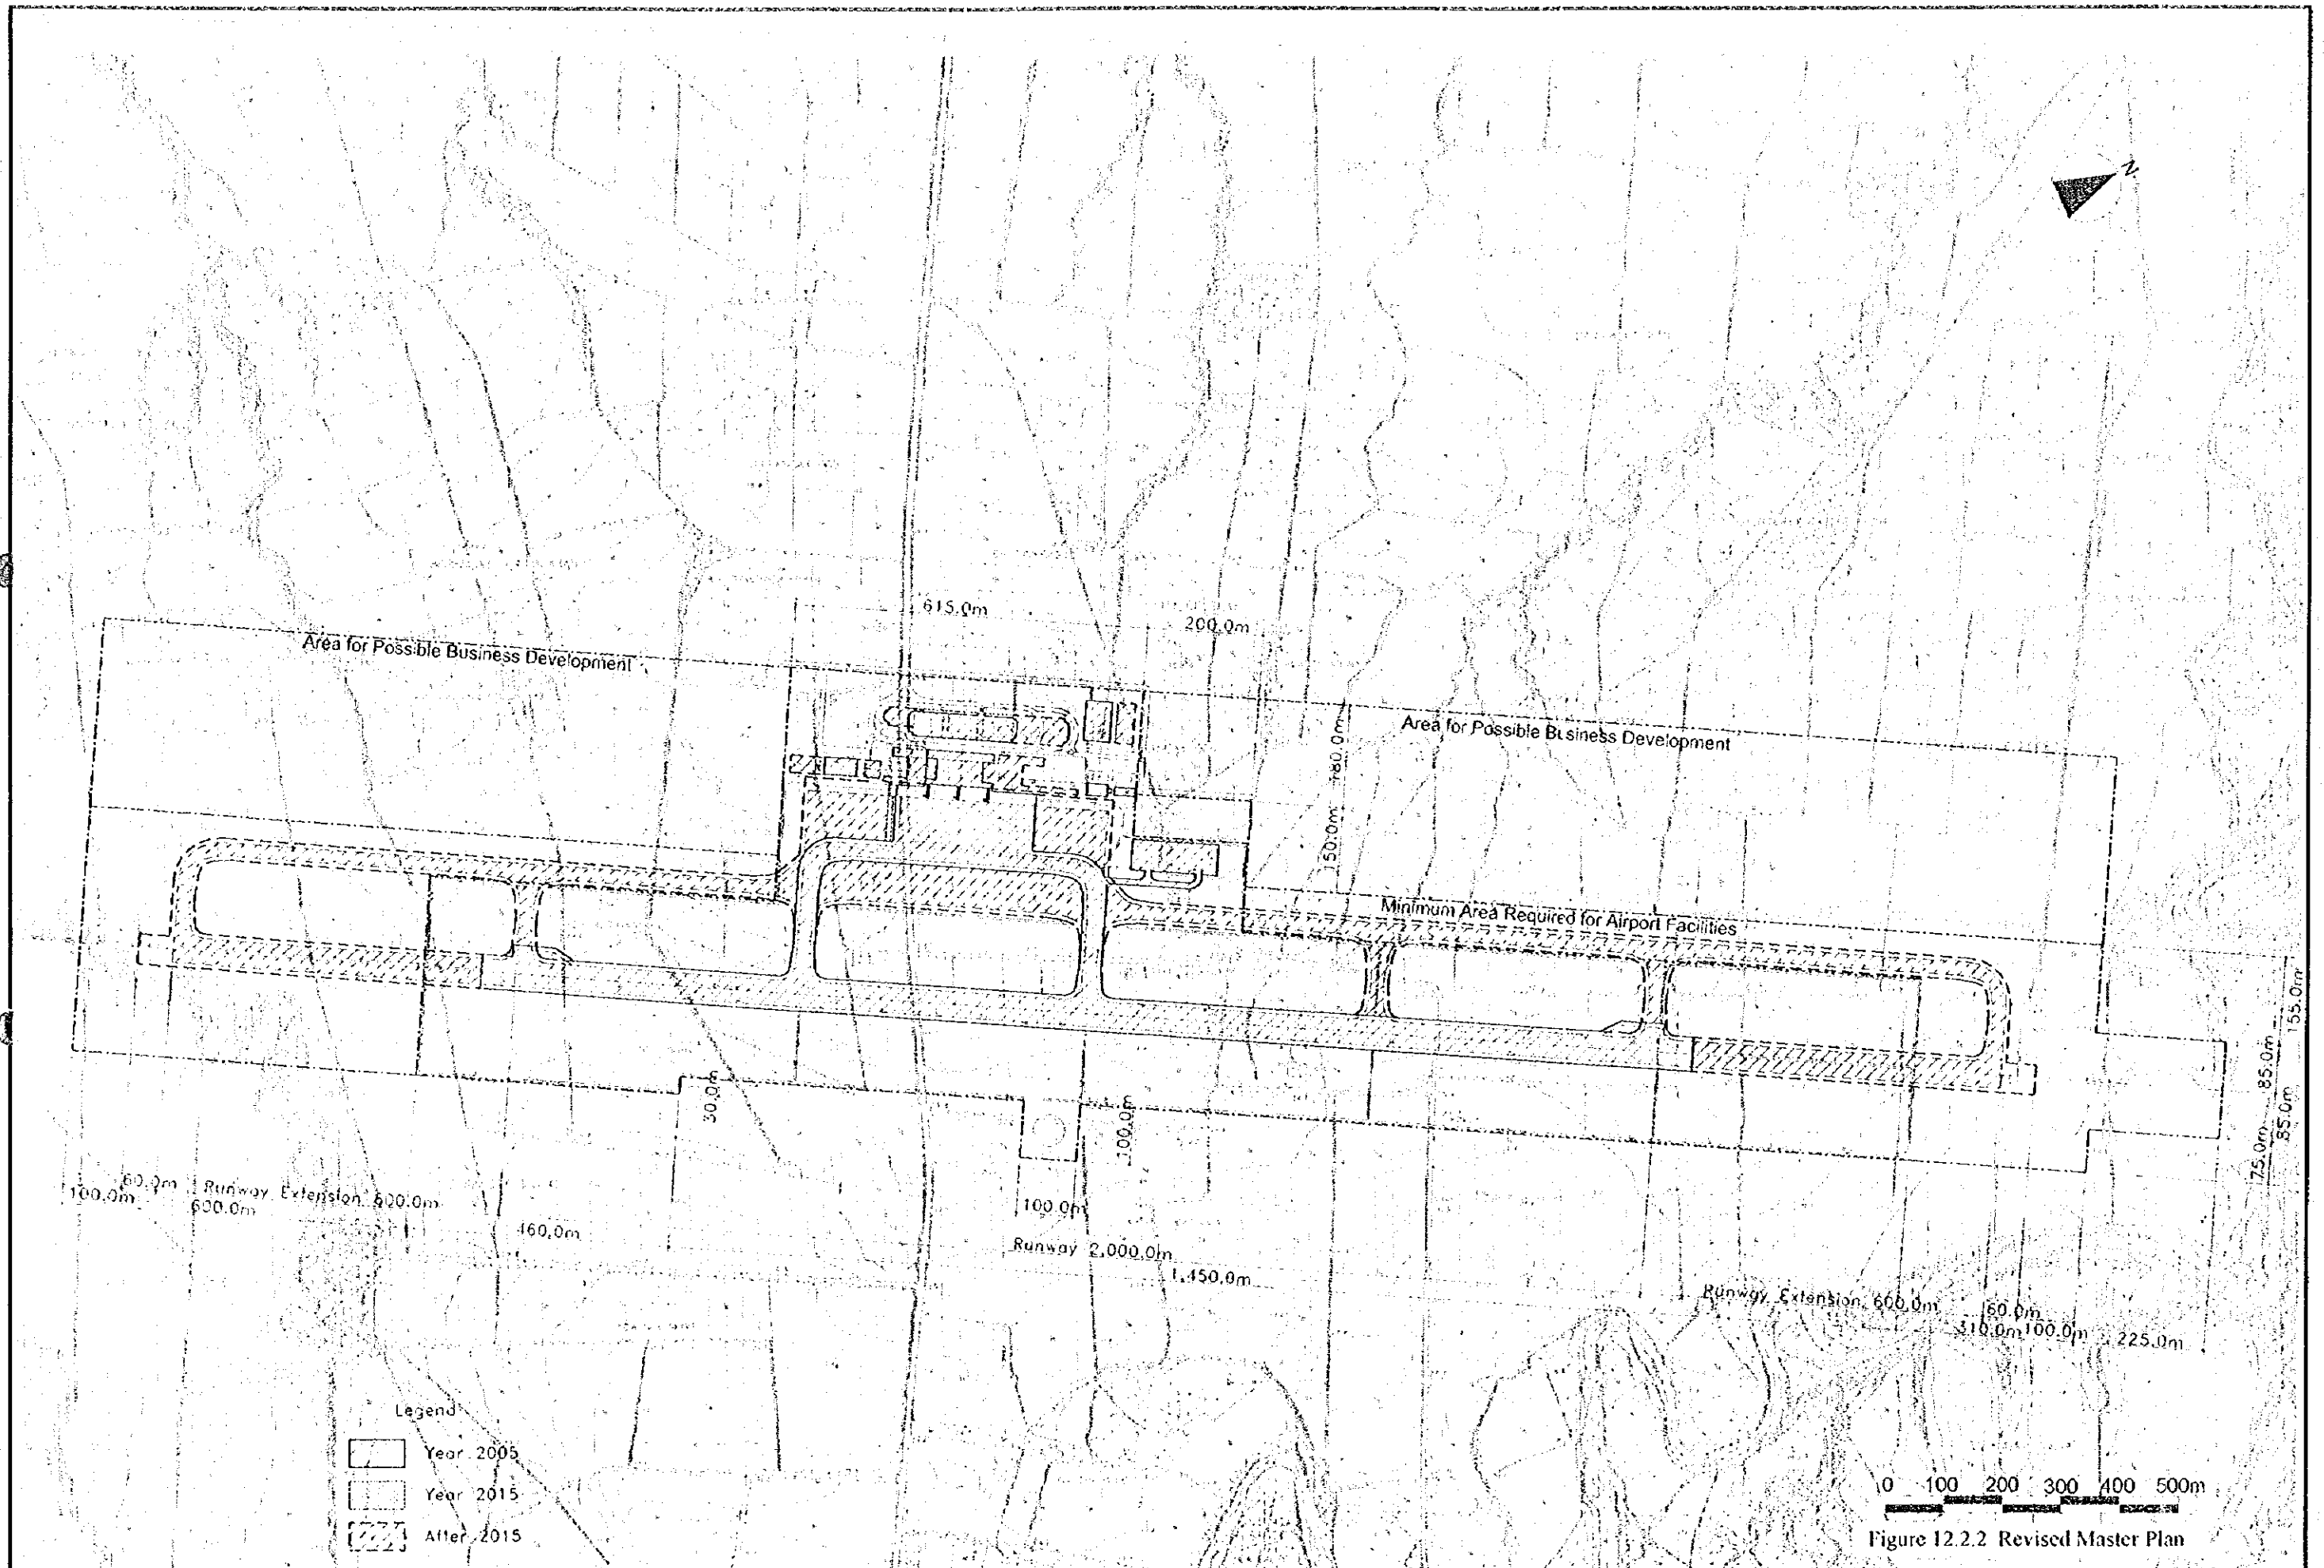 N
615.0m
200.0m
Area for Possible Business Development
Area for Possible Business Development
180.0m
150.0m
Minimum Area Required for Airport Facilities
155.0m
85.0m
85.0m
75.0m
30.0m
100.0m
60.0m
Runway Extension 600.0m
100.0m
600.0m
460.0m
100.0m
Runway 2,000.0m
1,450.0m
Runway Extension 600.0m
60.0m
310.0m
100.0m
225.0m
Legend
Year 2005
Year 2015
After 2015
0 100 200 300 400 500m
Figure 12.2.2 Revised Master Plan